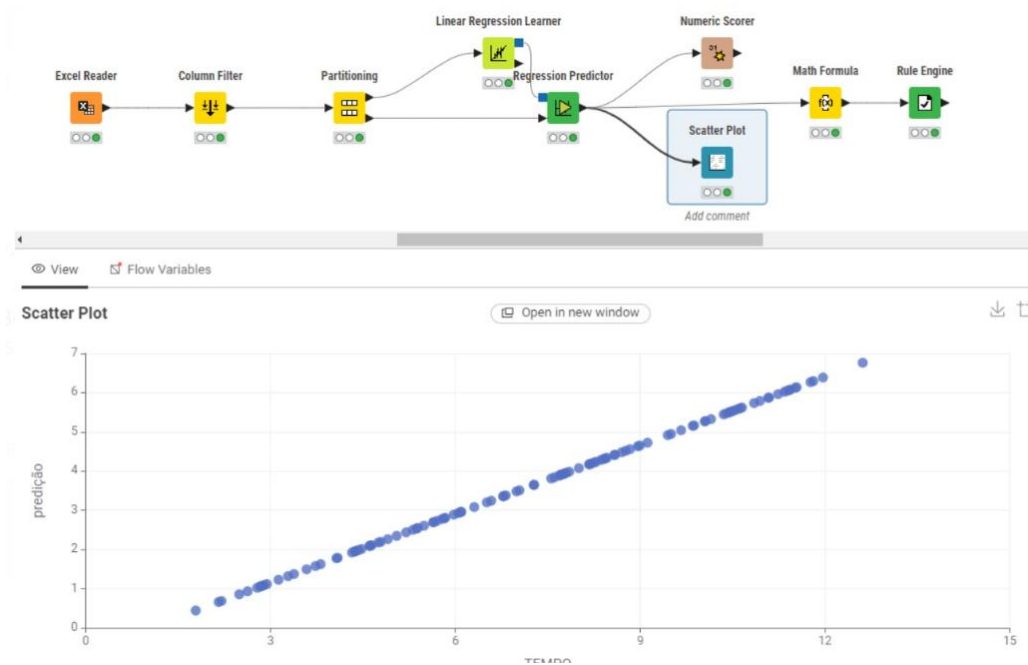 Linear Regression Learner
Numeric Scorer
Excel Reader
Column Filter
Partitioning
Regression Predictor
Math Formula
Rule Engine
Scatter Plot
Add comment
View
Flow Variables
Scatter Plot
Open in new window
7
6
5
4
3
2
1
0
predição
0 3 6 9 12 15
TEMPO